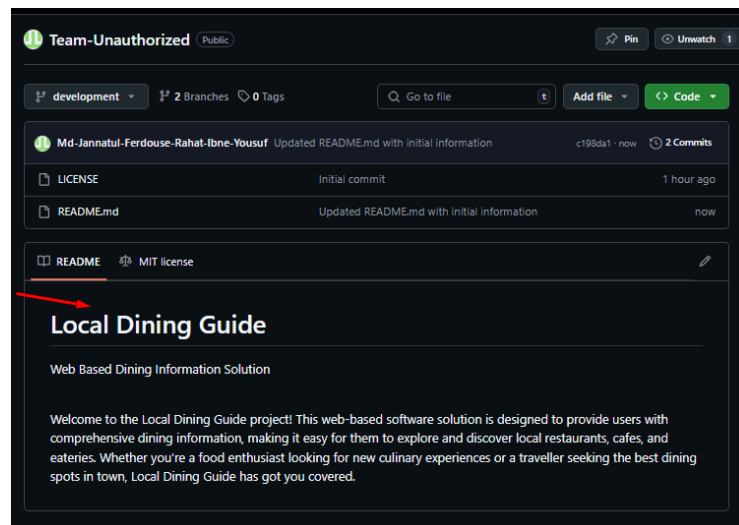 Team-Unauthorized Public
Pin
Unwatch 1
development
2 Branches
0 Tags
Go to file t
Add file
<> Code
Md-Jannatul-Ferdouse-Rahat-Ibne-Yousuf Updated README.md with initial information c198da1 · now 2 Commits
LICENSE Initial commit 1 hour ago
README.md Updated README.md with initial information now
README MIT license
Local Dining Guide
Web Based Dining Information Solution
Welcome to the Local Dining Guide project! This web-based software solution is designed to provide users with
comprehensive dining information, making it easy for them to explore and discover local restaurants, cafes, and
eateries. Whether you're a food enthusiast looking for new culinary experiences or a traveller seeking the best dining
spots in town, Local Dining Guide has got you covered.